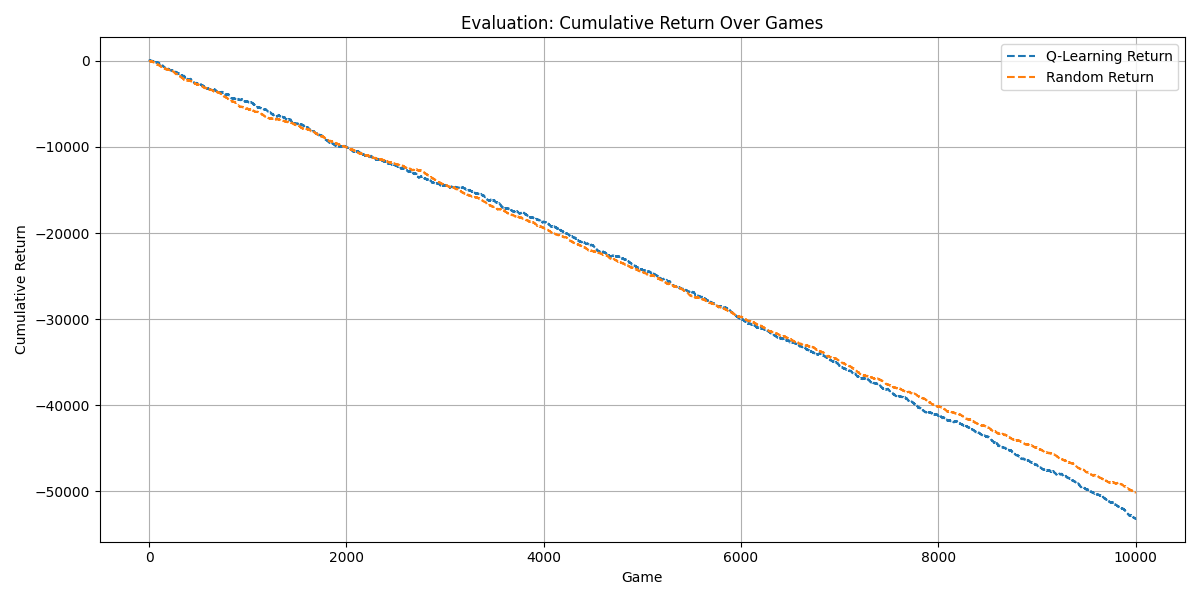 Evaluation: Cumulative Return Over Games
Q-Learning Return
Random Return
Cumulative Return
0
−10000
−20000
−30000
−40000
−50000
0 2000 4000 6000 8000 10000
Game